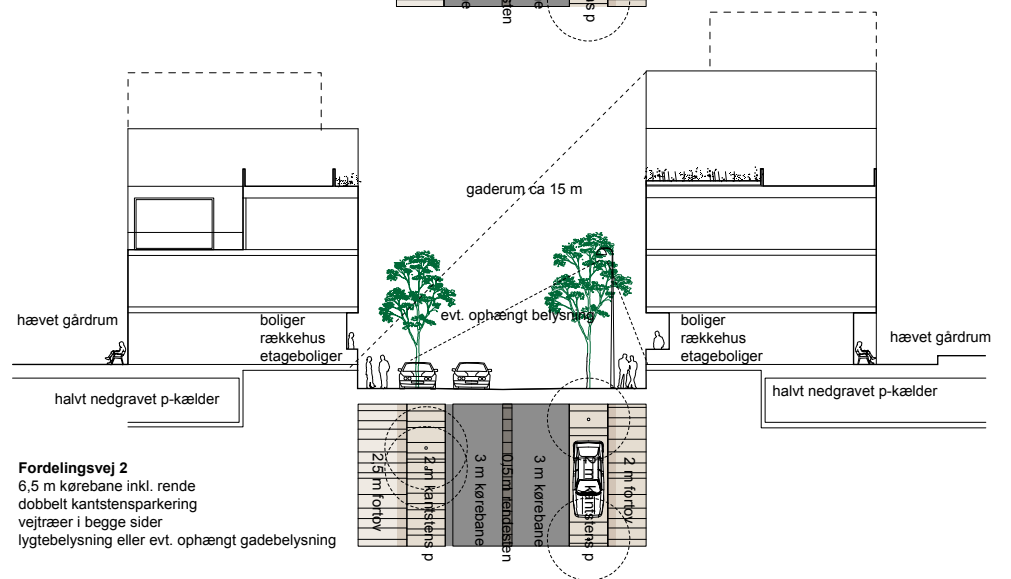 e
sten
s p
gaderum ca 15 m
evt. ophængt belysning
hævet gårdrum
boliger
rækkehus
etageboliger
boliger
rækkehus
etageboliger
hævet gårdrum
halvt nedgravet p-kælder
halvt nedgravet p-kælder
Fordelingsvej 2
6,5 m kørebane inkl. rende
dobbelt kantstensparkering
vejtræer i begge sider
lygtebelysning eller evt. ophængt gadebelysning
2,5 m fortov
2 m kantstens p
3 m kørebane
0,5 m rendesten
3 m kørebane
kantstens p
2 m fortov